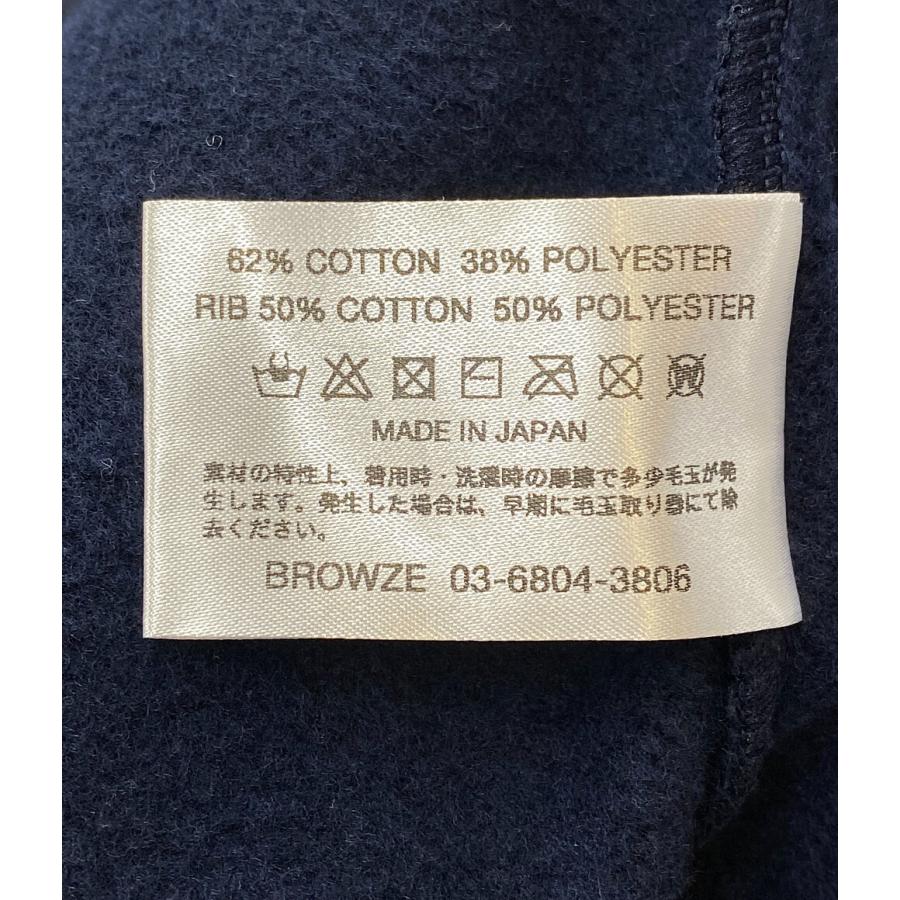 62% COTTON 38% POLYESTER
RIB 50% COTTON 50% POLYESTER
MADE IN JAPAN
素材の特性上、着用時・洗濯時の摩擦で多少毛玉が発
生します。発生した場合は、早期に毛玉取り器にて除
去ください。
BROWZE 03-6804-3806